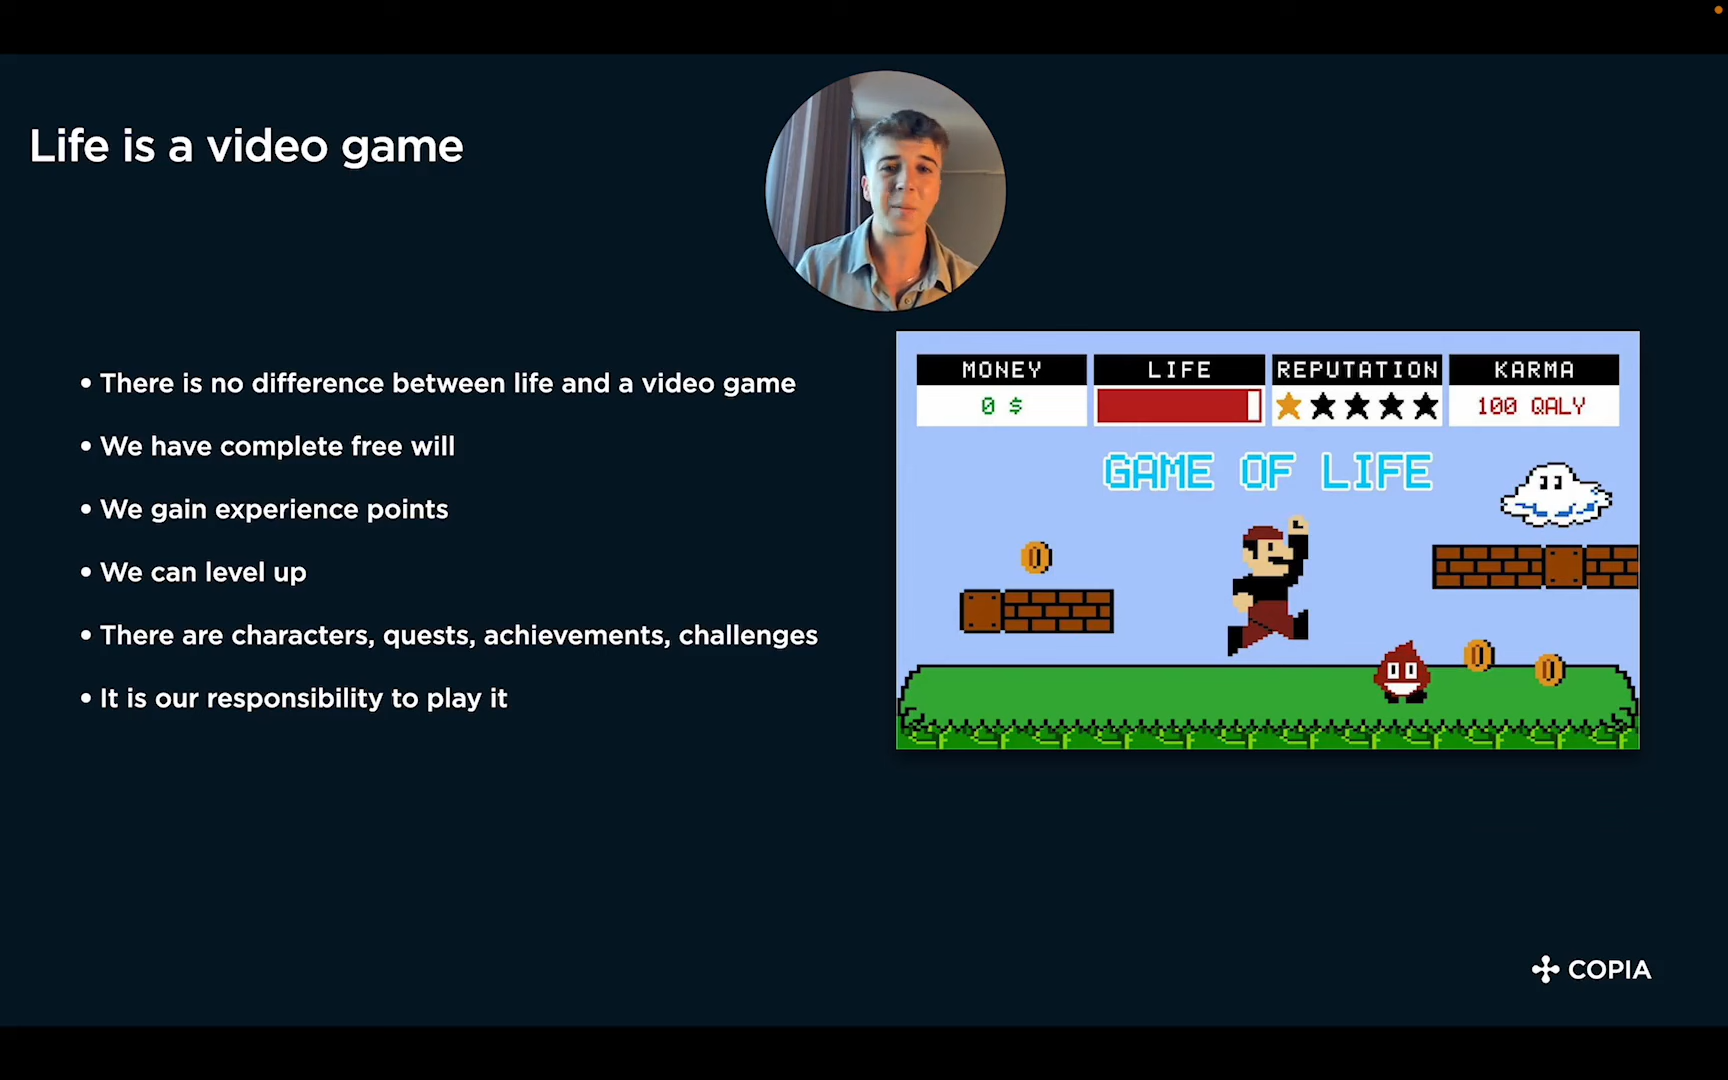 Life is a video game
• There is no difference between life and a video game
• We have complete free will
• We gain experience points
• We can level up
• There are characters, quests, achievements, challenges
• It is our responsibility to play it
MONEY
0 $
LIFE
REPUTATION
KARMA
100 QALY
GAME OF LIFE
COPIA